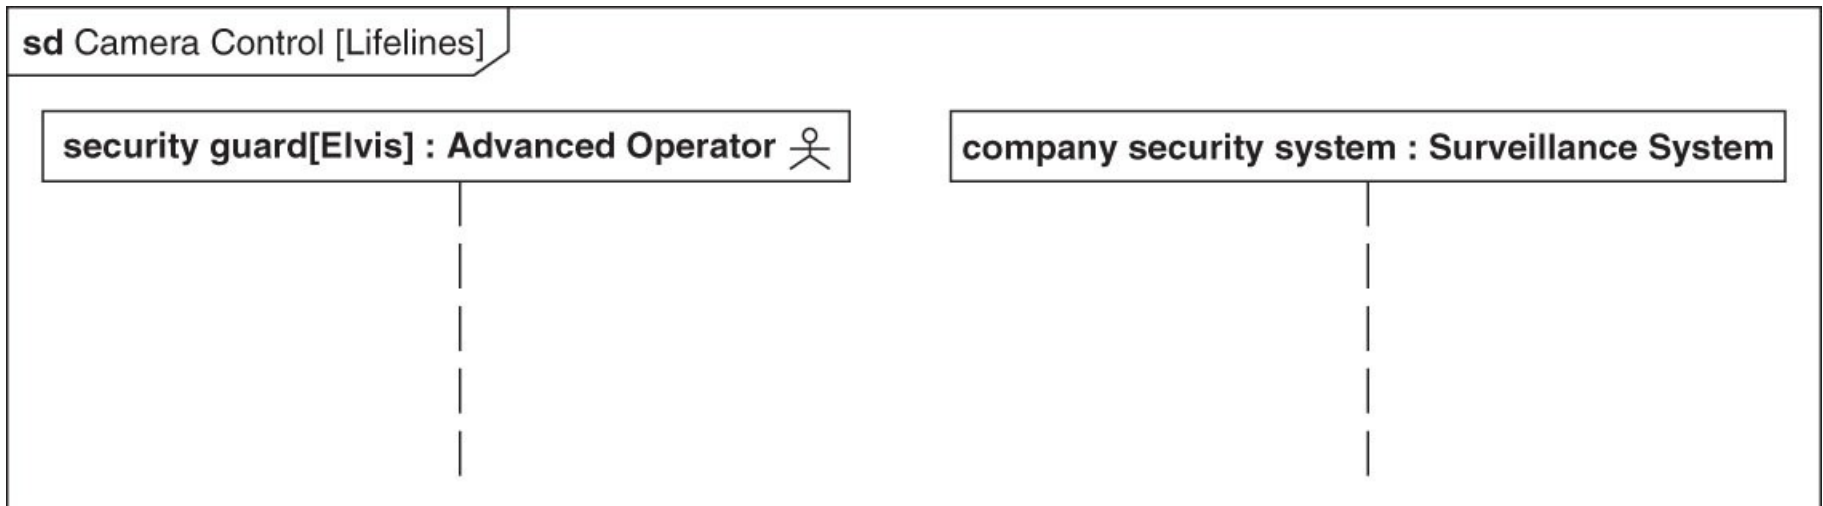 sd Camera Control [Lifelines]
security guard[Elvis] : Advanced Operator
company security system : Surveillance System